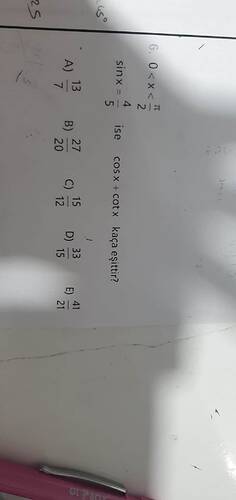 45°
6. 0 < x < π/2
sin x = 4/5 ise cos x + cot x kaça eşittir?
A) 13/7 B) 27/20 C) 15/12 D) 33/15 E) 41/21